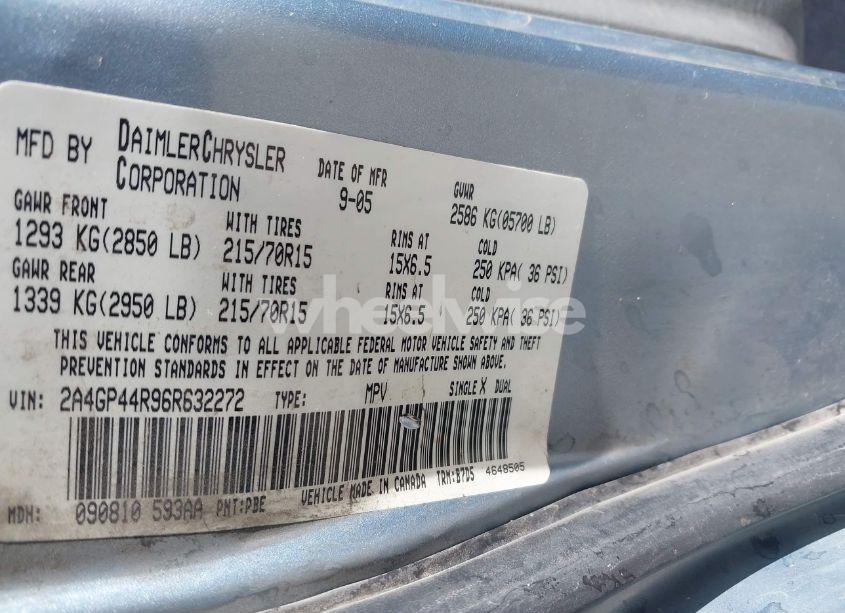 MFD BY DAIMLERCHRYSLER CORPORATION
DATE OF MFR 9-05
GVWR 2586 KG(05700 LB)
GAWR FRONT WITH TIRES RIMS AT COLD
1293 KG(2850 LB) 215/70R15 15X6.5 250 KPA( 36 PSI)
GAWR REAR WITH TIRES RIMS AT COLD
1339 KG(2950 LB) 215/70R15 15X6.5 250 KPA( 36 PSI)
THIS VEHICLE CONFORMS TO ALL APPLICABLE FEDERAL MOTOR VEHICLE SAFETY AND THEFT
PREVENTION STANDARDS IN EFFECT ON THE DATE OF MANUFACTURE SHOWN ABOVE.
VIN: 2A4GP44R96R632272 TYPE: MPV SINGLE X DUAL
MDH: 090810 593AA PNT:PBE VEHICLE MADE IN CANADA TRM:B7D5 4648505
wheelwise